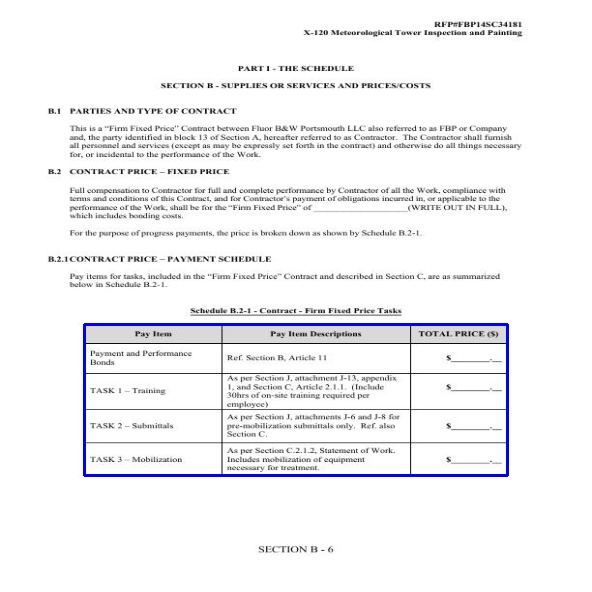 RFP#FBP14SC34181
X-120 Meteorological Tower Inspection and Painting
PART I - THE SCHEDULE
SECTION B - SUPPLIES OR SERVICES AND PRICES/COSTS
B.1 PARTIES AND TYPE OF CONTRACT
This is a “Firm Fixed Price” Contract between Fluor B&W Portsmouth LLC also referred to as FBP or Company
and, the party identified in block 13 of Section A, hereafter referred to as Contractor. The Contractor shall furnish
all personnel and services (except as may be expressly set forth in the contract) and otherwise do all things necessary
for, or incidental to the performance of the Work.
B.2 CONTRACT PRICE – FIXED PRICE
Full compensation to Contractor for full and complete performance by Contractor of all the Work, compliance with
terms and conditions of this Contract, and for Contractor’s payment of obligations incurred in, or applicable to the
performance of the Work, shall be for the “Firm Fixed Price” of ____________________(WRITE OUT IN FULL),
which includes bonding costs.
For the purpose of progress payments, the price is broken down as shown by Schedule B.2-1.
B.2.1CONTRACT PRICE – PAYMENT SCHEDULE
Pay items for tasks, included in the “Firm Fixed Price” Contract and described in Section C, are as summarized
below in Schedule B.2-1.
Schedule B.2-1 - Contract - Firm Fixed Price Tasks
Pay Item Pay Item Descriptions TOTAL PRICE ($)
Payment and Performance
Bonds
Ref. Section B, Article 11
$________.__
TASK 1 – Training
As per Section J, attachment J-13, appendix
1, and Section C, Article 2.1.1. (Include
30hrs of on-site training required per
employee)
$________.__
TASK 2 – Submittals
As per Section J, attachments J-6 and J-8 for
pre-mobilization submittals only. Ref. also
Section C.
$________.__
TASK 3 – Mobilization
As per Section C.2.1.2, Statement of Work.
Includes mobilization of equipment
necessary for treatment.
$________.__
SECTION B - 6